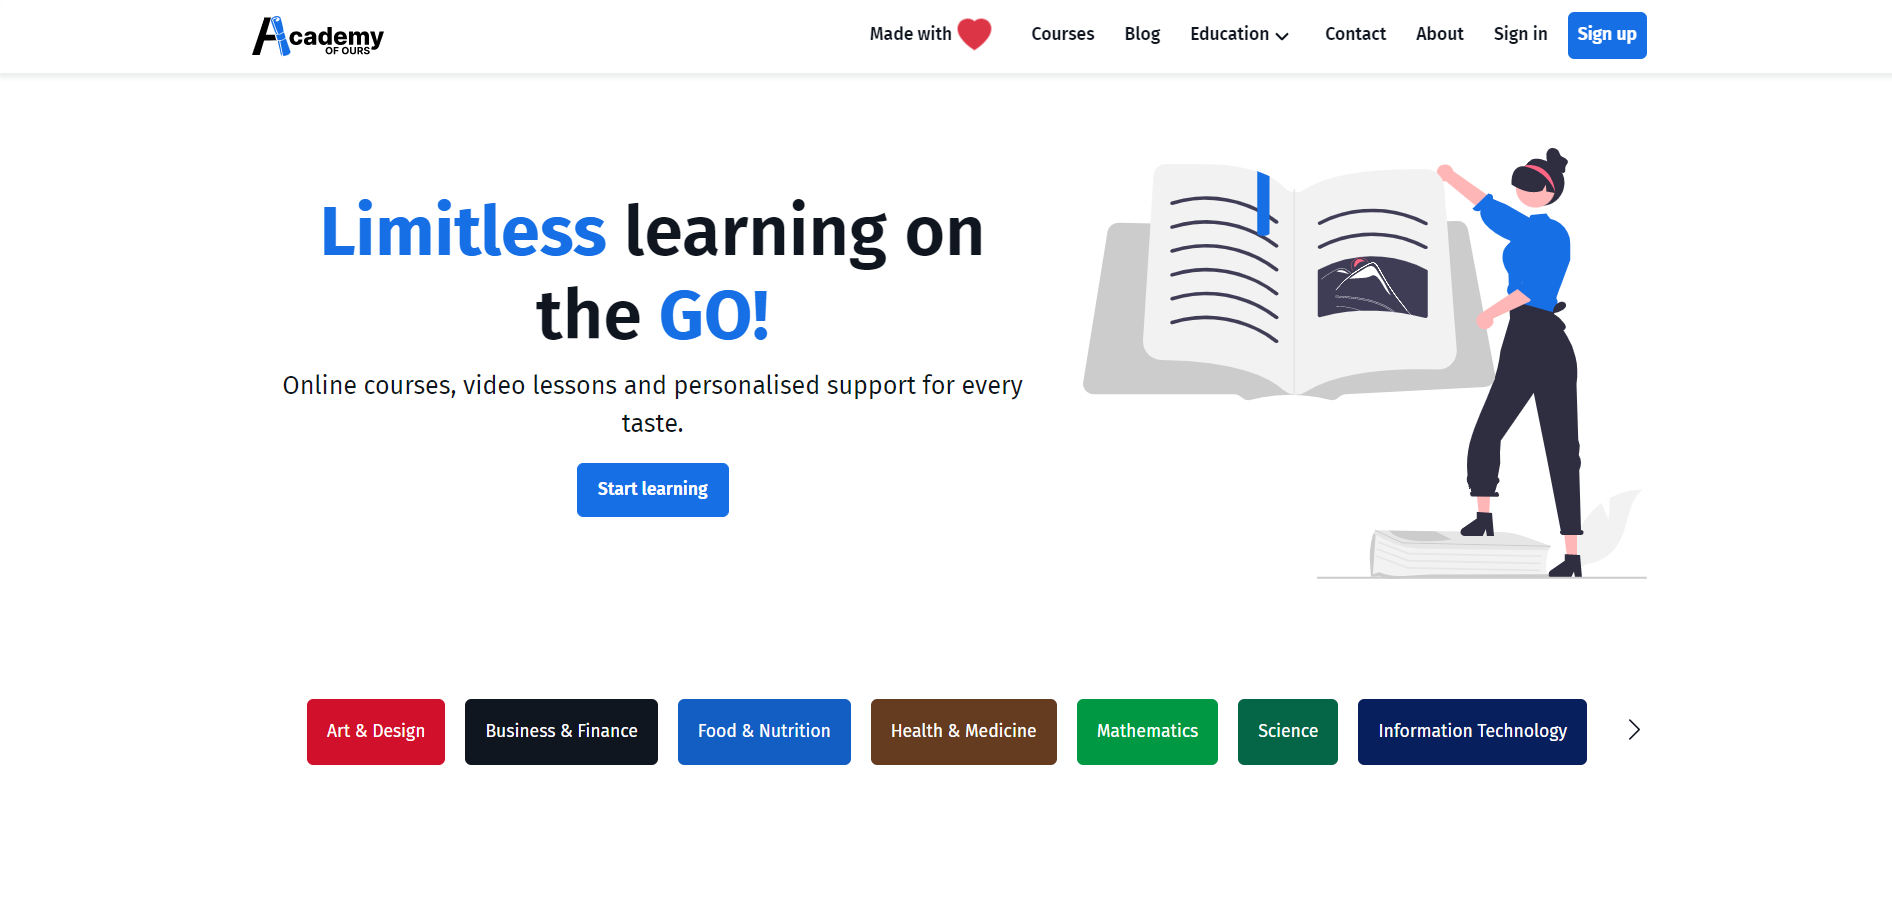 Academy
OF OURS
Made with
Courses
Blog
Education
Contact
About
Sign in
Sign up
Limitless learning on
the GO!
Online courses, video lessons and personalised support for every
taste.
Start learning
Art & Design
Business & Finance
Food & Nutrition
Health & Medicine
Mathematics
Science
Information Technology